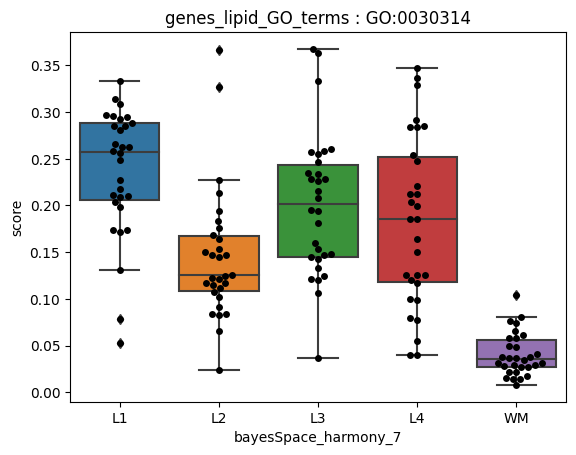 genes_lipid_GO_terms : GO:0030314
score
0.35
0.30
0.25
0.20
0.15
0.10
0.05
0.00
L1 L2 L3 L4 WM
bayesSpace_harmony_7